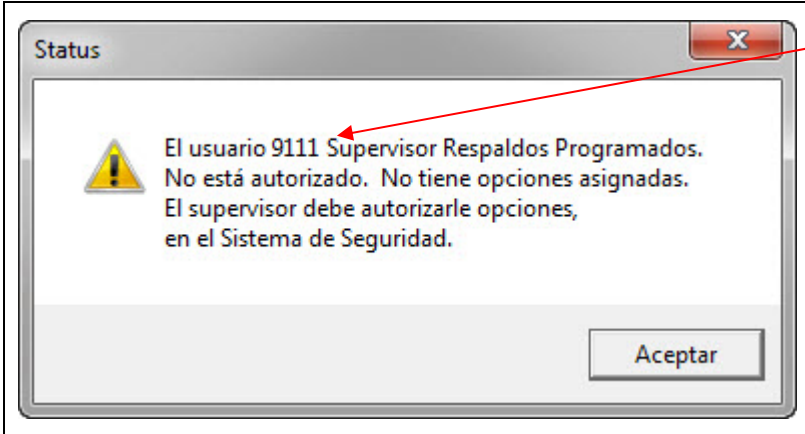 Status
El usuario 9111 Supervisor Respaldos Programados.
No está autorizado.  No tiene opciones asignadas.
El supervisor debe autorizarle opciones,
en el Sistema de Seguridad.
Aceptar